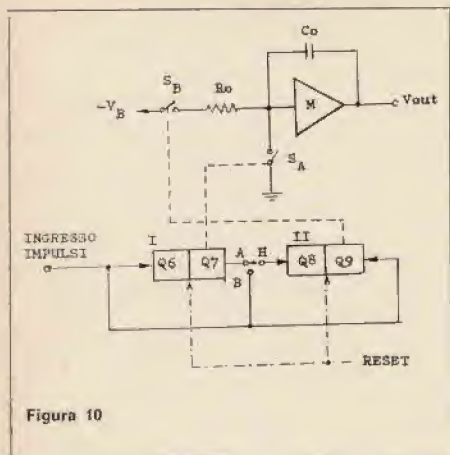 Co
S_B
Ro
-V_B
M
Vout
S_A
INGRESSO
IMPULSI
I
II
A H
Q6 Q7
Q8 Q9
B
RESET
Figura 10